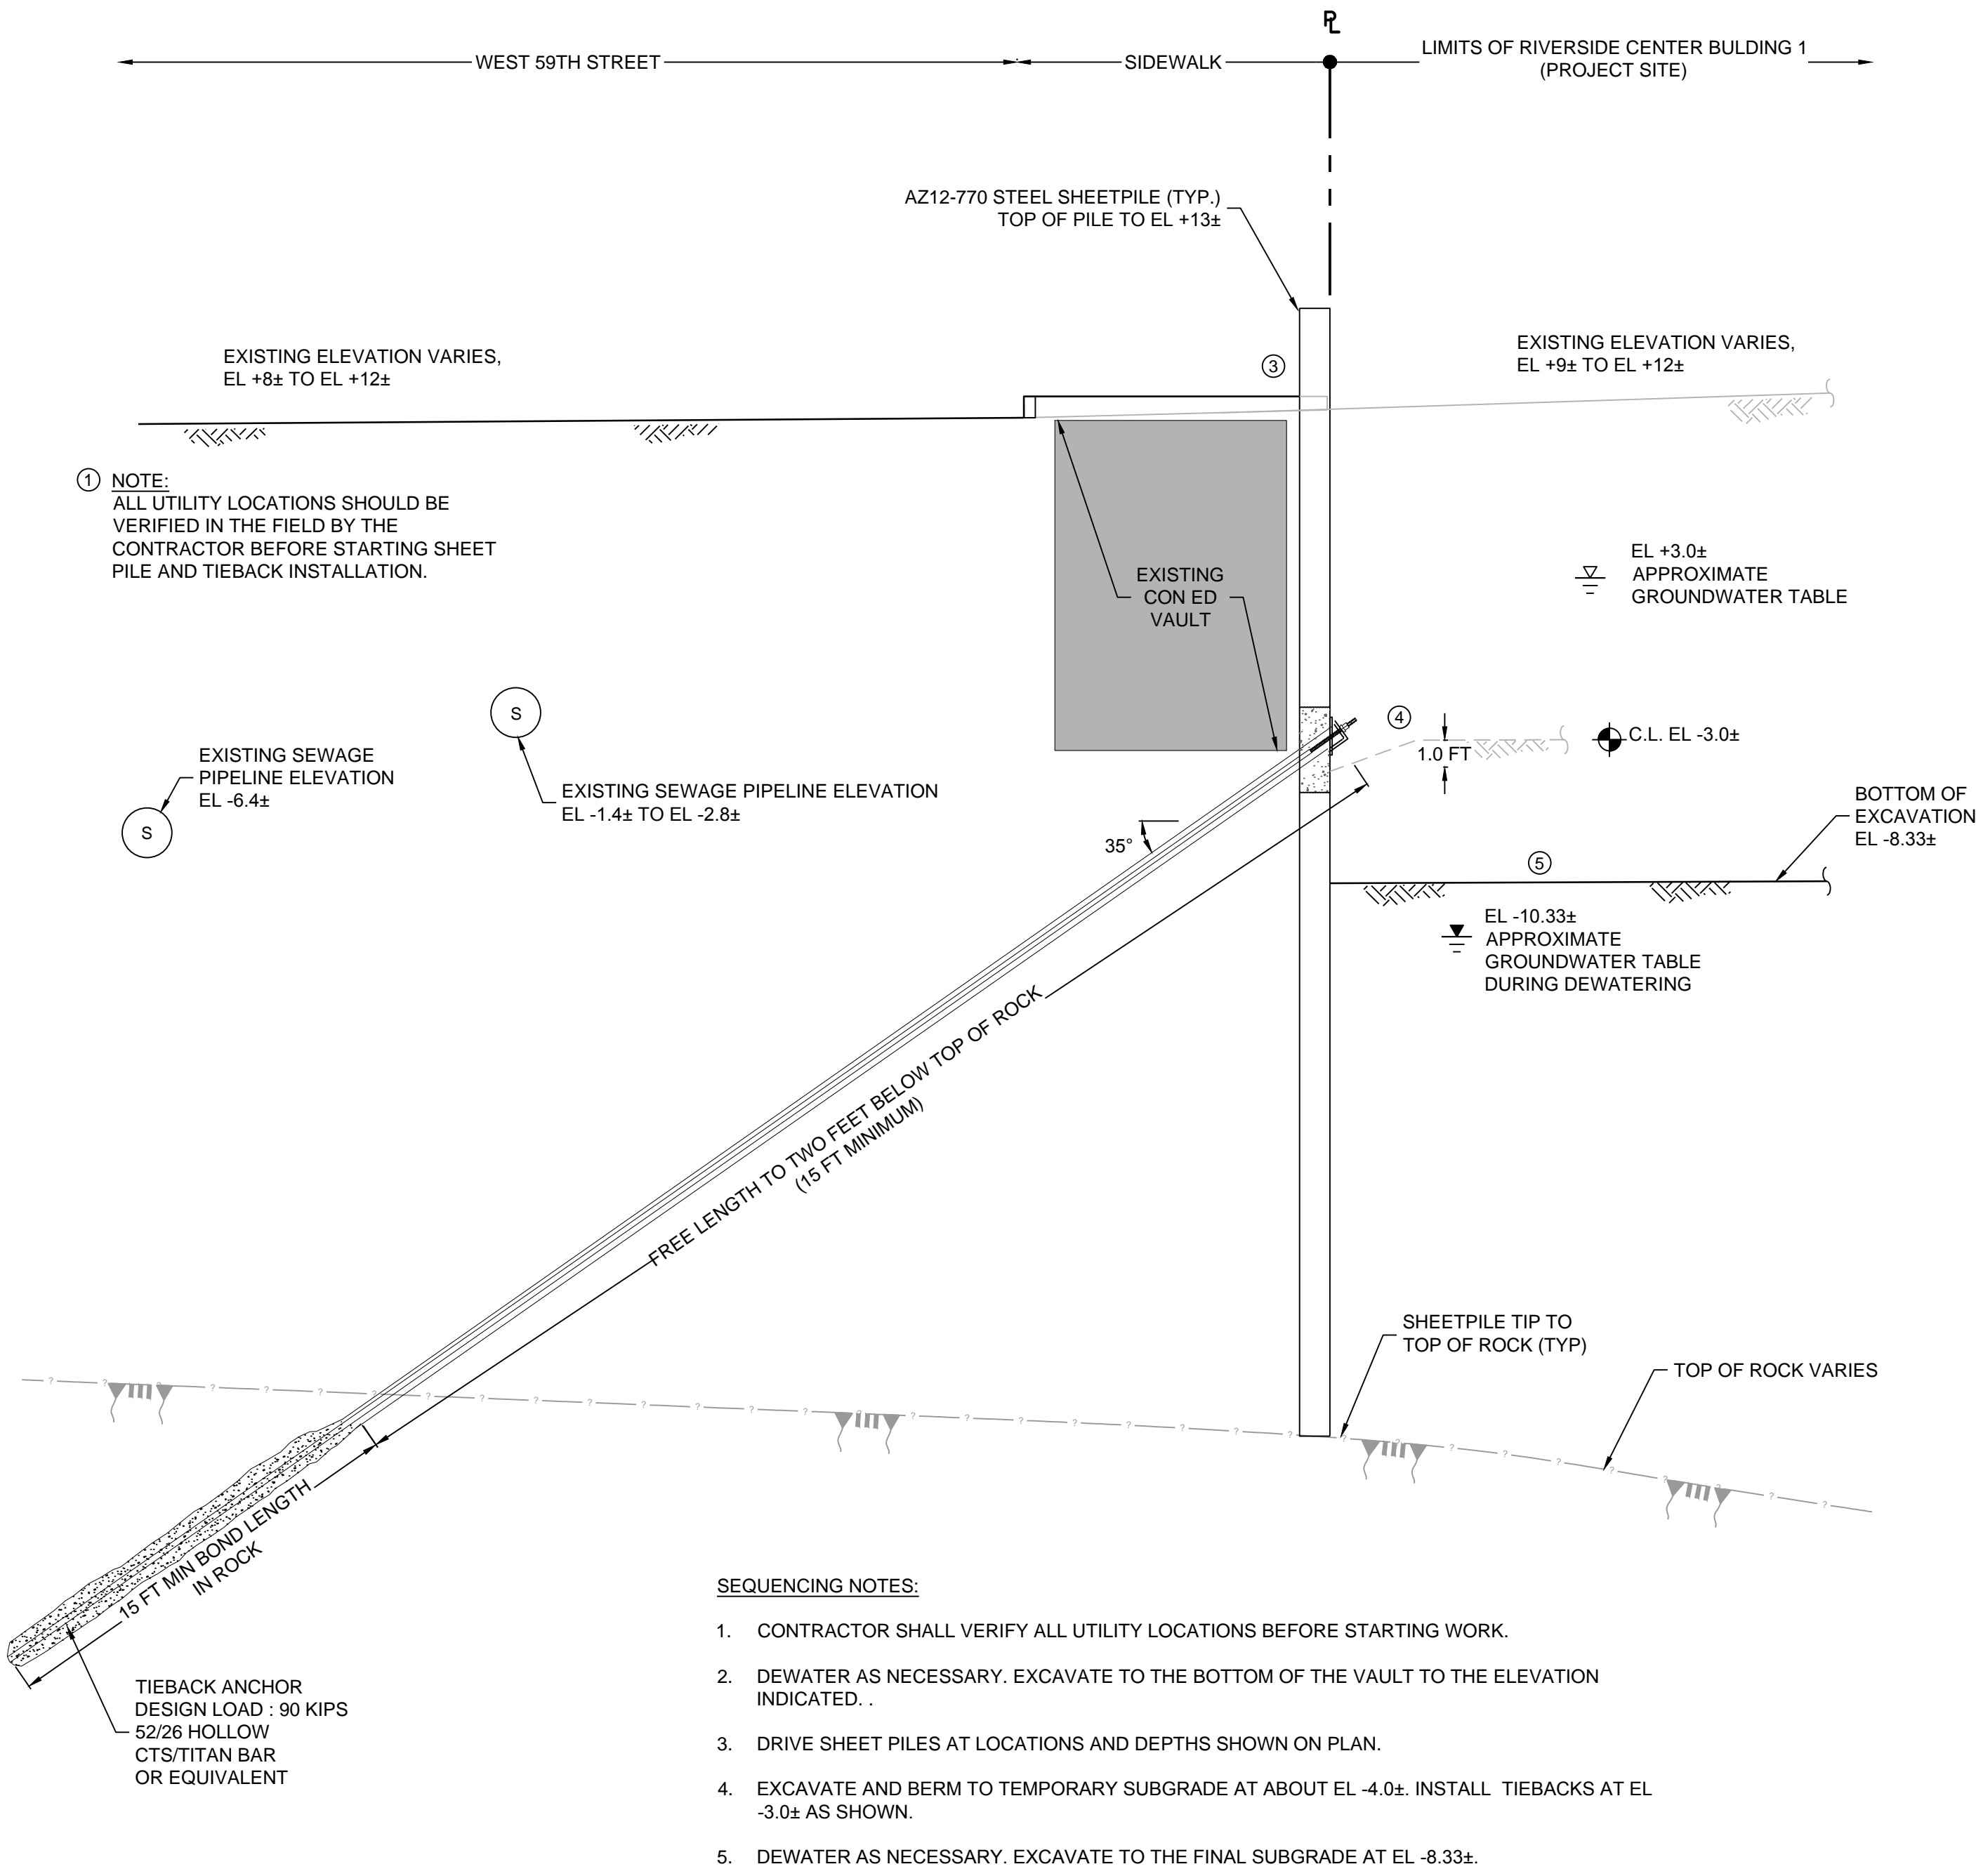 PL
WEST 59TH STREET
SIDEWALK
LIMITS OF RIVERSIDE CENTER BULDING 1
(PROJECT SITE)
AZ12-770 STEEL SHEETPILE (TYP.)
TOP OF PILE TO EL +13±
EXISTING ELEVATION VARIES,
EL +8± TO EL +12±
3
EXISTING ELEVATION VARIES,
EL +9± TO EL +12±
1 NOTE:
ALL UTILITY LOCATIONS SHOULD BE
VERIFIED IN THE FIELD BY THE
CONTRACTOR BEFORE STARTING SHEET
PILE AND TIEBACK INSTALLATION.
EXISTING
CON ED
VAULT
EL +3.0±
APPROXIMATE
GROUNDWATER TABLE
S
EXISTING SEWAGE PIPELINE ELEVATION
EL -1.4± TO EL -2.8±
EXISTING SEWAGE
PIPELINE ELEVATION
EL -6.4±
S
4
1.0 FT
C.L. EL -3.0±
35°
BOTTOM OF
EXCAVATION
EL -8.33±
5
EL -10.33±
APPROXIMATE
GROUNDWATER TABLE
DURING DEWATERING
FREE LENGTH TO TWO FEET BELOW TOP OF ROCK
(15 FT MINIMUM)
SHEETPILE TIP TO
TOP OF ROCK (TYP)
TOP OF ROCK VARIES
? ? ? ? ? ? ? ? ? ? ? ? ? ? ? ? ? ? ? ? ? ? ? ? ? ? ? ? ? ? ? ? ? ?
15 FT MIN BOND LENGTH
IN ROCK
TIEBACK ANCHOR
DESIGN LOAD : 90 KIPS
52/26 HOLLOW
CTS/TITAN BAR
OR EQUIVALENT
SEQUENCING NOTES:
1. CONTRACTOR SHALL VERIFY ALL UTILITY LOCATIONS BEFORE STARTING WORK.
2. DEWATER AS NECESSARY. EXCAVATE TO THE BOTTOM OF THE VAULT TO THE ELEVATION
INDICATED. .
3. DRIVE SHEET PILES AT LOCATIONS AND DEPTHS SHOWN ON PLAN.
4. EXCAVATE AND BERM TO TEMPORARY SUBGRADE AT ABOUT EL -4.0±. INSTALL TIEBACKS AT EL
-3.0± AS SHOWN.
5. DEWATER AS NECESSARY. EXCAVATE TO THE FINAL SUBGRADE AT EL -8.33±.